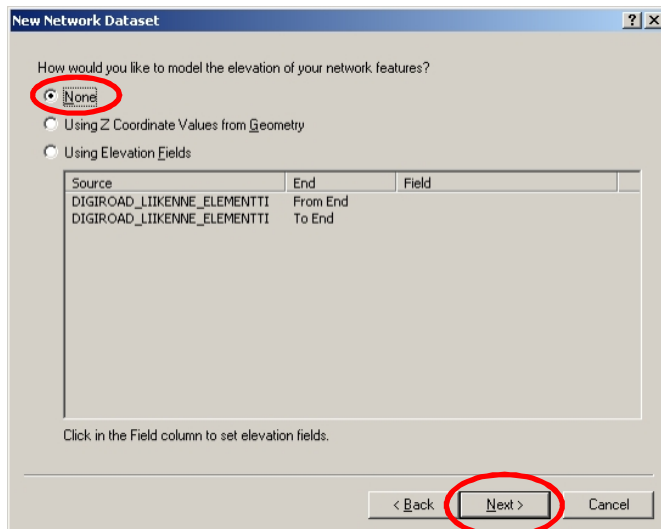 New Network Dataset
How would you like to model the elevation of your network features?
None
Using Z Coordinate Values from Geometry
Using Elevation Fields
Source End Field
DIGIROAD_LIIKENNE_ELEMENTTI From End
DIGIROAD_LIIKENNE_ELEMENTTI To End
Click in the Field column to set elevation fields.
< Back Next > Cancel